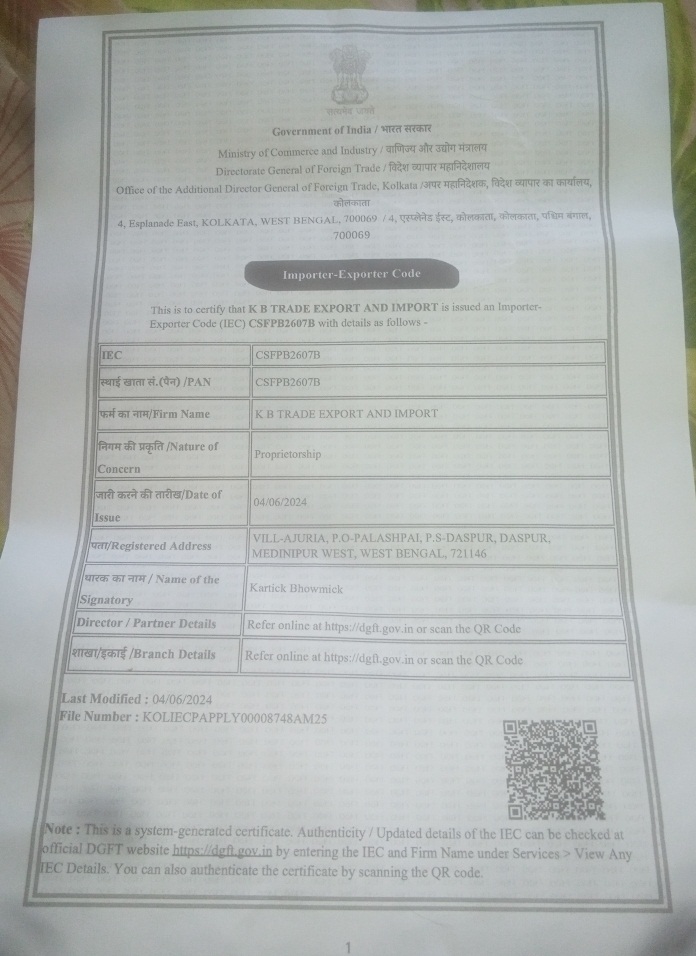 सत्यमेव जयते
Government of India / भारत सरकार
Ministry of Commerce and Industry / वाणिज्य और उद्योग मंत्रालय
Directorate General of Foreign Trade / विदेश व्यापार महानिदेशालय
Office of the Additional Director General of Foreign Trade, Kolkata /अपर महानिदेशक, विदेश व्यापार का कार्यालय,
कोलकाता
4, Esplanade East, KOLKATA, WEST BENGAL, 700069 / 4, एस्प्लेनेड ईस्ट, कोलकाता, कोलकाता, पश्चिम बंगाल,
700069
Importer-Exporter Code
This is to certify that K B TRADE EXPORT AND IMPORT is issued an Importer-
Exporter Code (IEC) CSFPB2607B with details as follows -
IEC CSFPB2607B
स्थाई खाता सं.(पैन) /PAN CSFPB2607B
फर्म का नाम/Firm Name K B TRADE EXPORT AND IMPORT
निगम की प्रकृति /Nature of
Concern Proprietorship
जारी करने की तारीख/Date of
Issue 04/06/2024
पता/Registered Address VILL-AJURIA, P.O-PALASHPAI, P.S-DASPUR, DASPUR,
MEDINIPUR WEST, WEST BENGAL, 721146
धारक का नाम / Name of the
Signatory Kartick Bhowmick
Director / Partner Details Refer online at https://dgft.gov.in or scan the QR Code
शाखा/इकाई /Branch Details Refer online at https://dgft.gov.in or scan the QR Code
Last Modified : 04/06/2024
File Number : KOLIECPAPPLY00008748AM25
Note : This is a system-generated certificate. Authenticity / Updated details of the IEC can be checked at
official DGFT website https://dgft.gov.in by entering the IEC and Firm Name under Services > View Any
IEC Details. You can also authenticate the certificate by scanning the QR code.
1